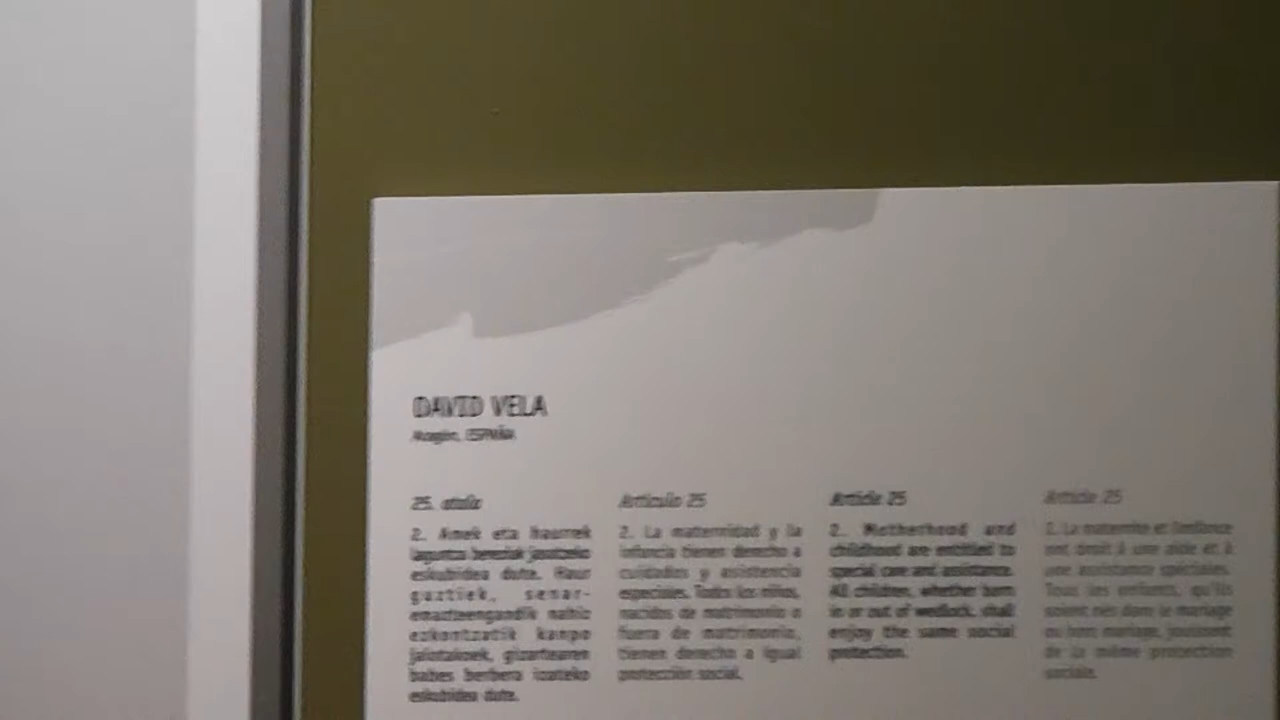 DAVID VELA
Aragón, ESPAÑA
25. atala
2. Amek eta haurrek
laguntza bereziak jasotzeko
eskubidea dute. Haur
guztiek, senar-
emazteengandik nahiz
ezkontzatik kanpo
jaiotakoek, gizartearen
babes berbera izateko
eskubidea dute.
Artículo 25
2. La maternidad y la
infancia tienen derecho a
cuidados y asistencia
especiales. Todos los niños,
nacidos de matrimonio o
fuera de matrimonio,
tienen derecho a igual
protección social.
Article 25
2. Motherhood and
childhood are entitled to
special care and assistance.
All children, whether born
in or out of wedlock, shall
enjoy the same social
protection.
Article 25
2. La maternité et l'enfance
ont droit à une aide et à
une assistance spéciales.
Tous les enfants, qu'ils
soient nés dans le mariage
ou hors mariage, jouissent
de la même protection
sociale.